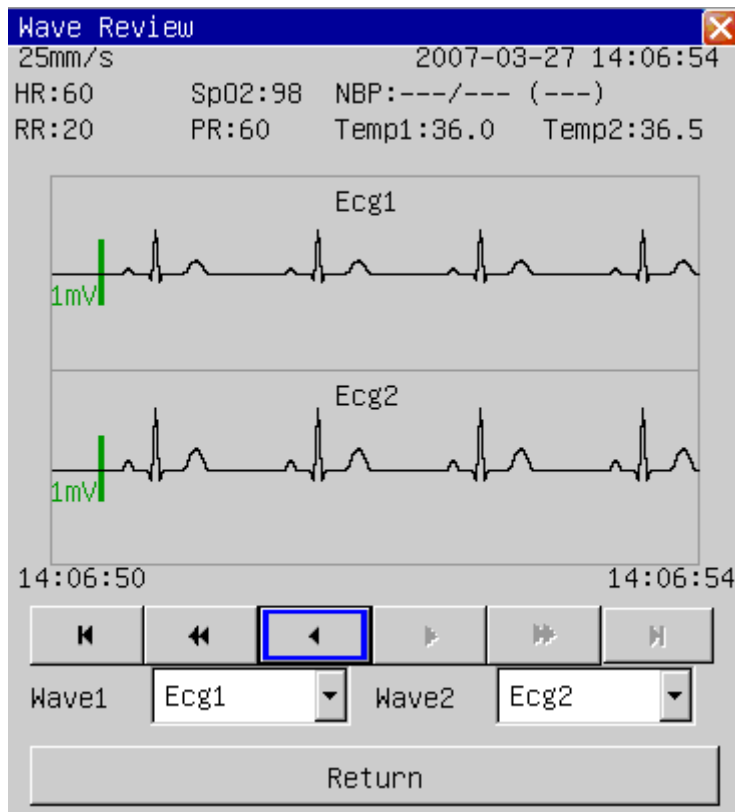 Wave Review
25mm/s 2007-03-27 14:06:54
HR:60 SpO2:98 NBP:---/--- (---)
RR:20 PR:60 Temp1:36.0 Temp2:36.5
Ecg1
1mV
Ecg2
1mV
14:06:50 14:06:54
Wave1 Ecg1 Wave2 Ecg2
Return